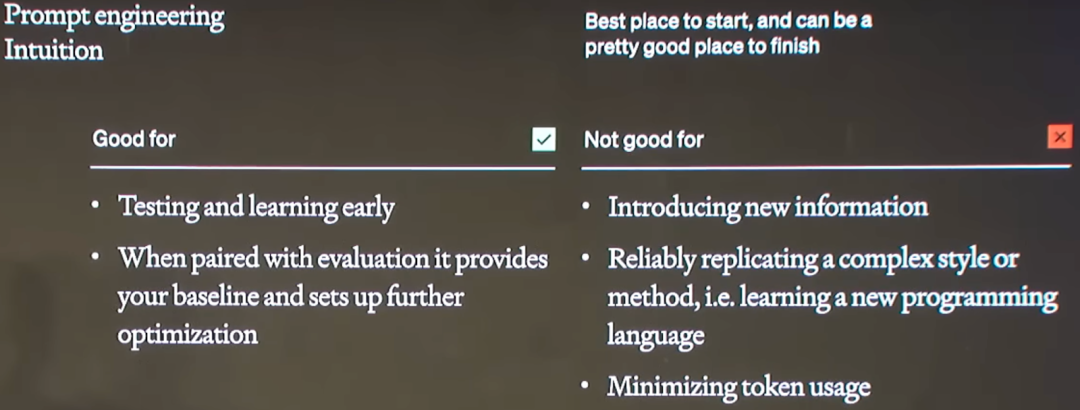 Prompt engineering
Intuition
Best place to start, and can be a
pretty good place to finish
Good for
Testing and learning early
When paired with evaluation it provides
your baseline and sets up further
optimization
Not good for
Introducing new information
Reliably replicating a complex style or
method, i.e. learning a new programming
language
Minimizing token usage